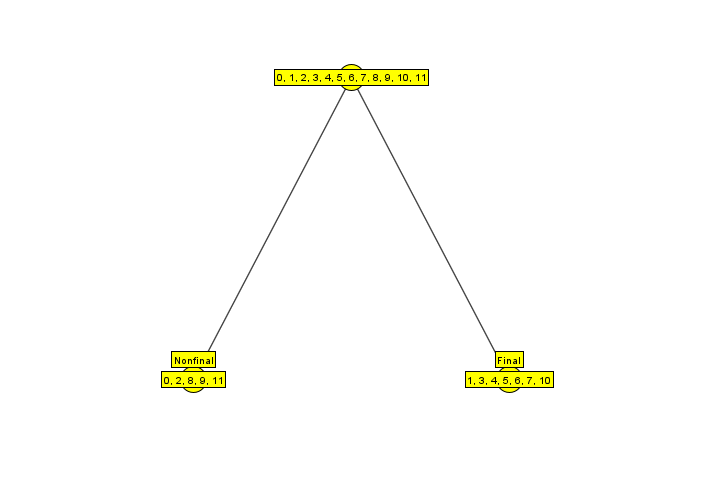 0, 1, 2, 3, 4, 5, 6, 7, 8, 9, 10, 11
Nonfinal
0, 2, 8, 9, 11
Final
1, 3, 4, 5, 6, 7, 10